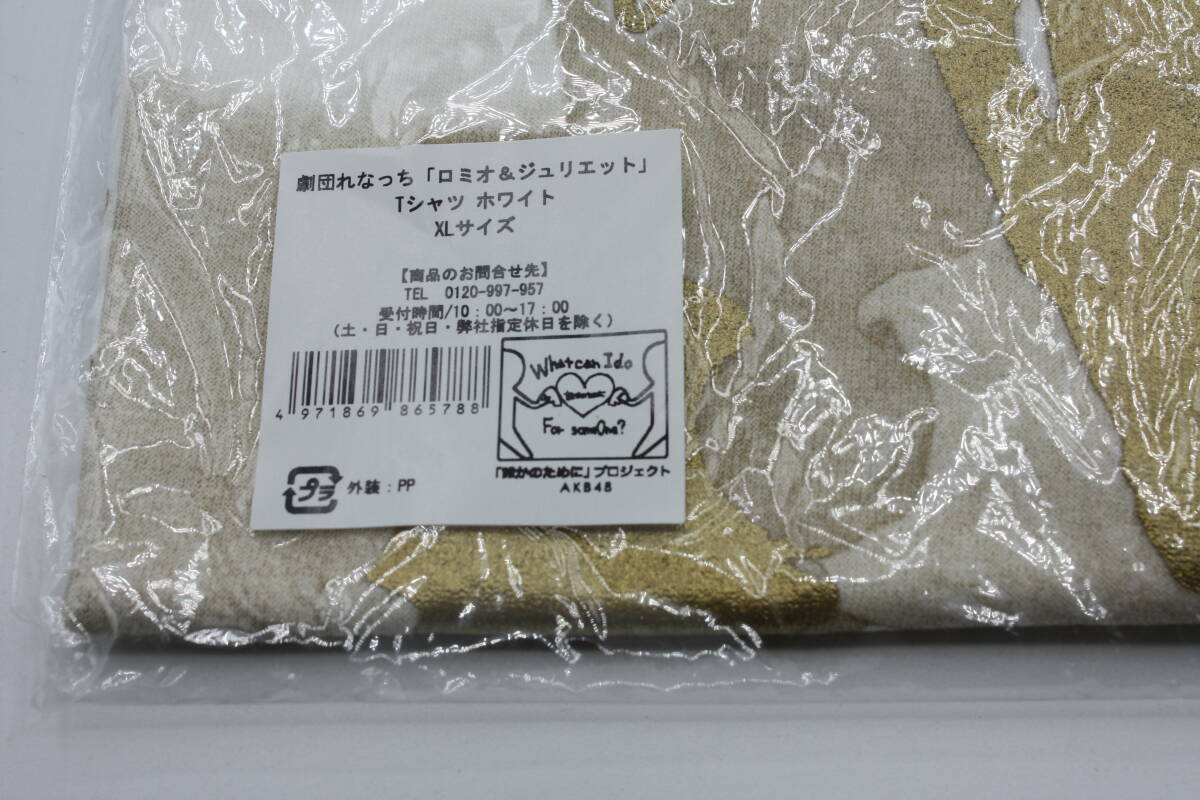 劇団れなっち「ロミオ&ジュリエット」
Tシャツ ホワイト
XLサイズ
【商品のお問合せ先】
TEL 0120-997-957
受付時間/10:00〜17:00
(土・日・祝日・弊社指定休日を除く)
4 971869 865788
What can I do
For someOne?
「誰かのために」プロジェクト
AKB48
プラ 外装:PP